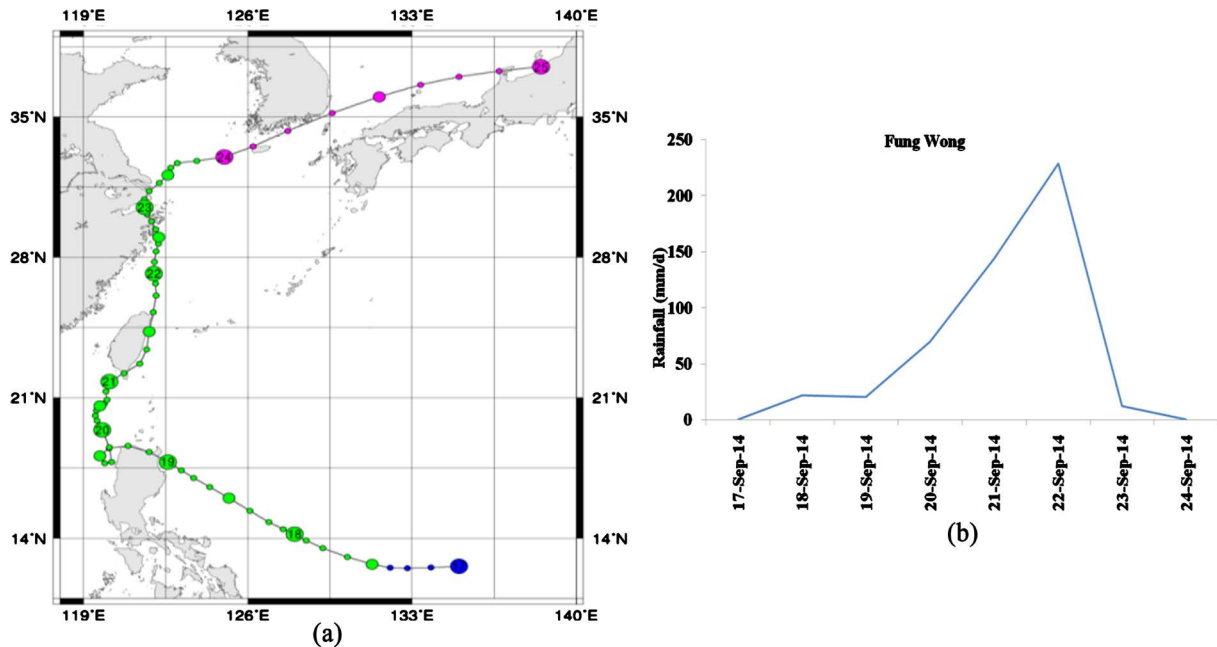 119°E 126°E 133°E 140°E
25
35°N 35°N
24
23
28°N 28°N
22
21
21°N 21°N
20
19
18
14°N 14°N
17
119°E 126°E 133°E 140°E
(a)
Fung Wong
Rainfall (mm/d)
250
200
150
100
50
0
17-Sep-14
18-Sep-14
19-Sep-14
20-Sep-14
21-Sep-14
22-Sep-14
23-Sep-14
24-Sep-14
(b)